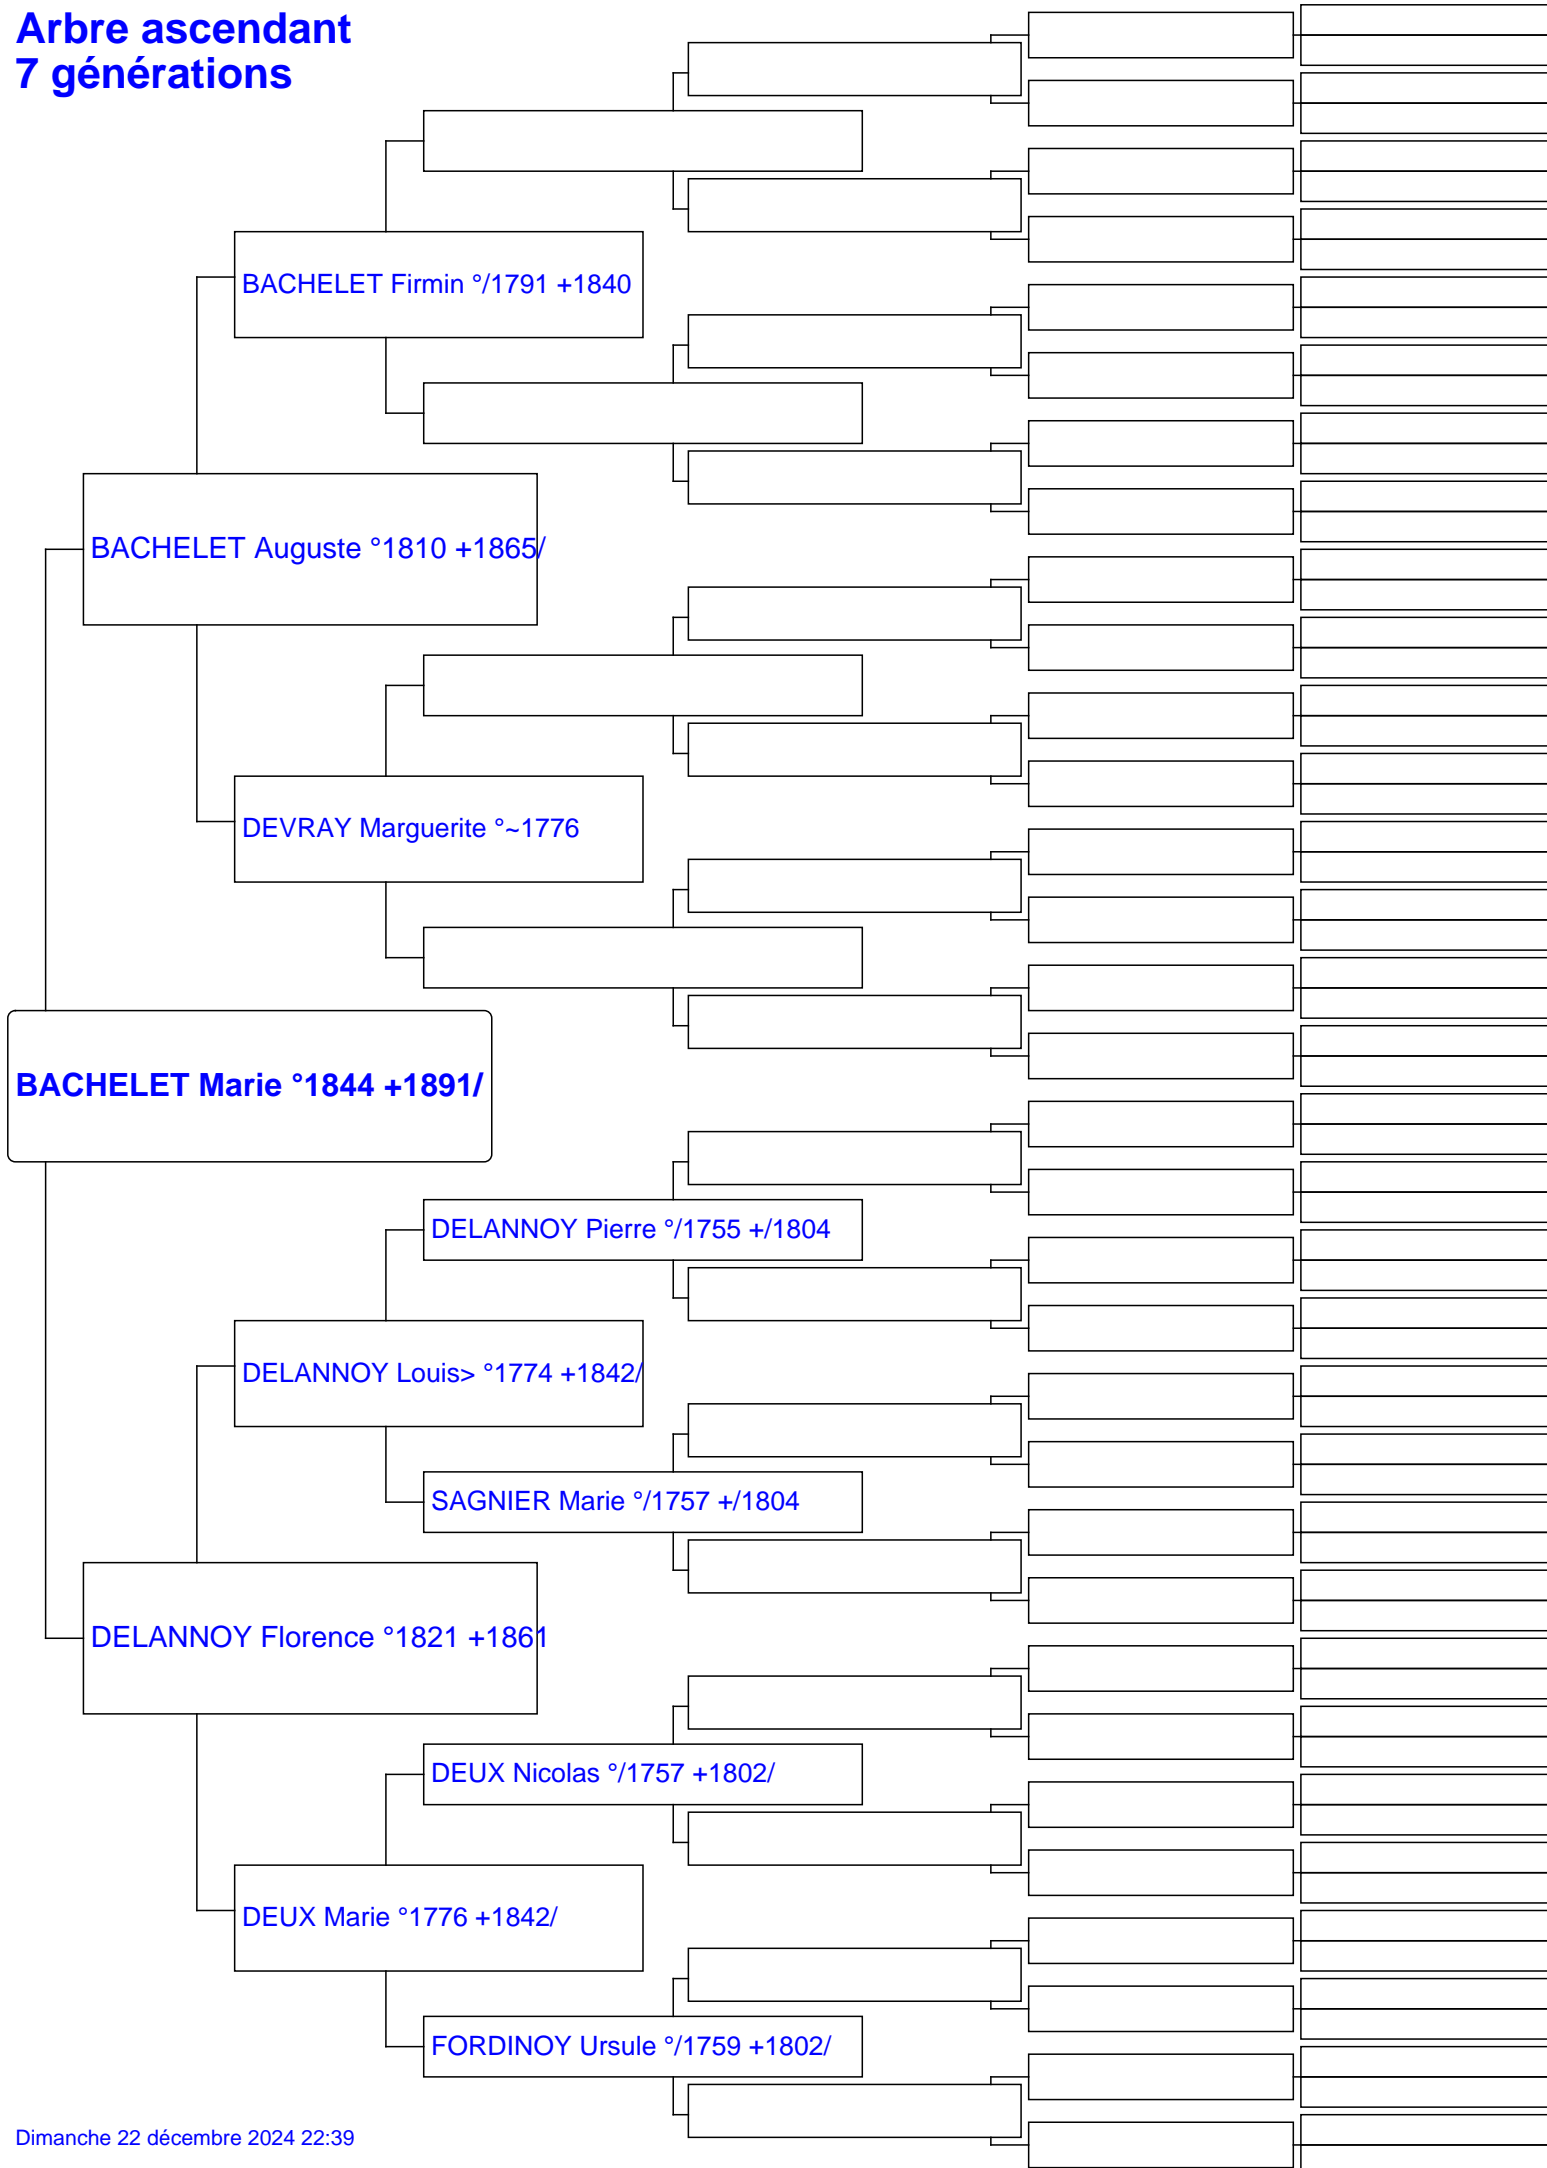 Arbre ascendant
7 générations
BACHELET Firmin °/1791 +1840
BACHELET Auguste °1810 +1865/
DEVRAY Marguerite °~1776
BACHELET Marie °1844 +1891/
DELANNOY Pierre °/1755 +/1804
DELANNOY Louis> °1774 +1842/
SAGNIER Marie °/1757 +/1804
DELANNOY Florence °1821 +1861
DEUX Nicolas °/1757 +1802/
DEUX Marie °1776 +1842/
FORDINOY Ursule °/1759 +1802/
Dimanche 22 décembre 2024 22:39